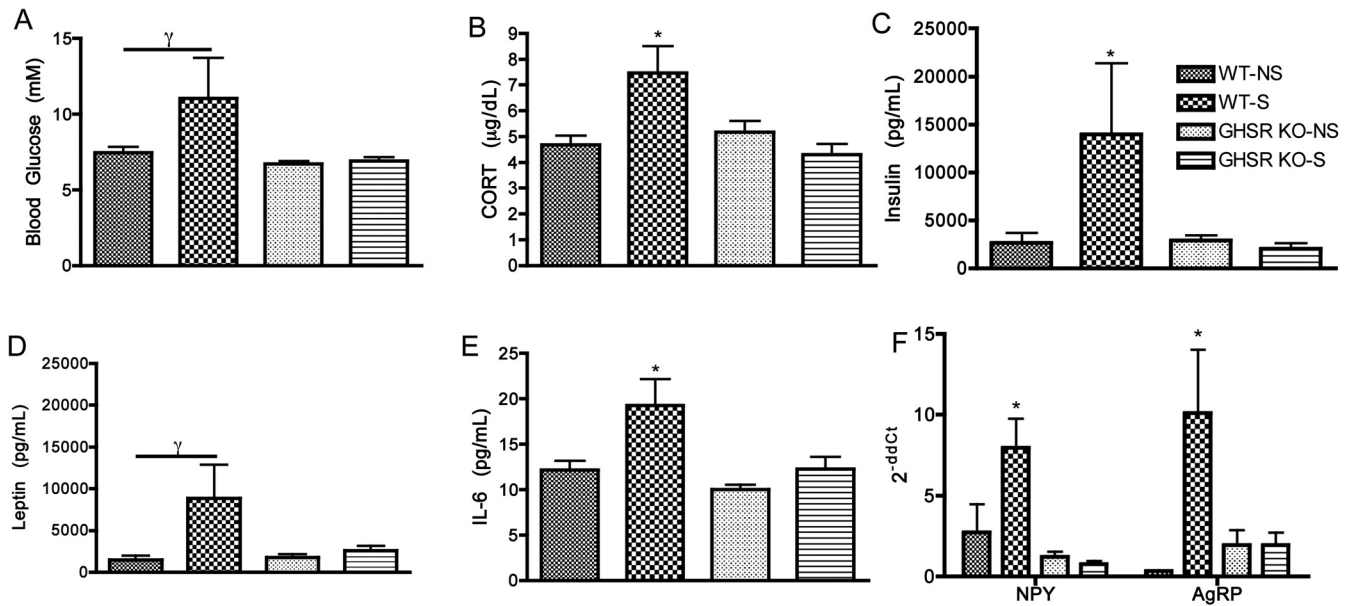 A
γ
Blood Glucose (mM)
15
10
5
0
B
*
CORT (µg/dL)
9
8
7
6
5
4
3
2
1
0
C
*
Insulin (pg/mL)
25000
20000
15000
10000
5000
0
WT-NS
WT-S
GHSR KO-NS
GHSR KO-S
D
γ
Leptin (pg/mL)
25000
20000
15000
10000
5000
0
E
*
IL-6 (pg/mL)
25
20
15
10
5
0
F
*
*
2-ddCt
15
10
5
0
NPY AgRP